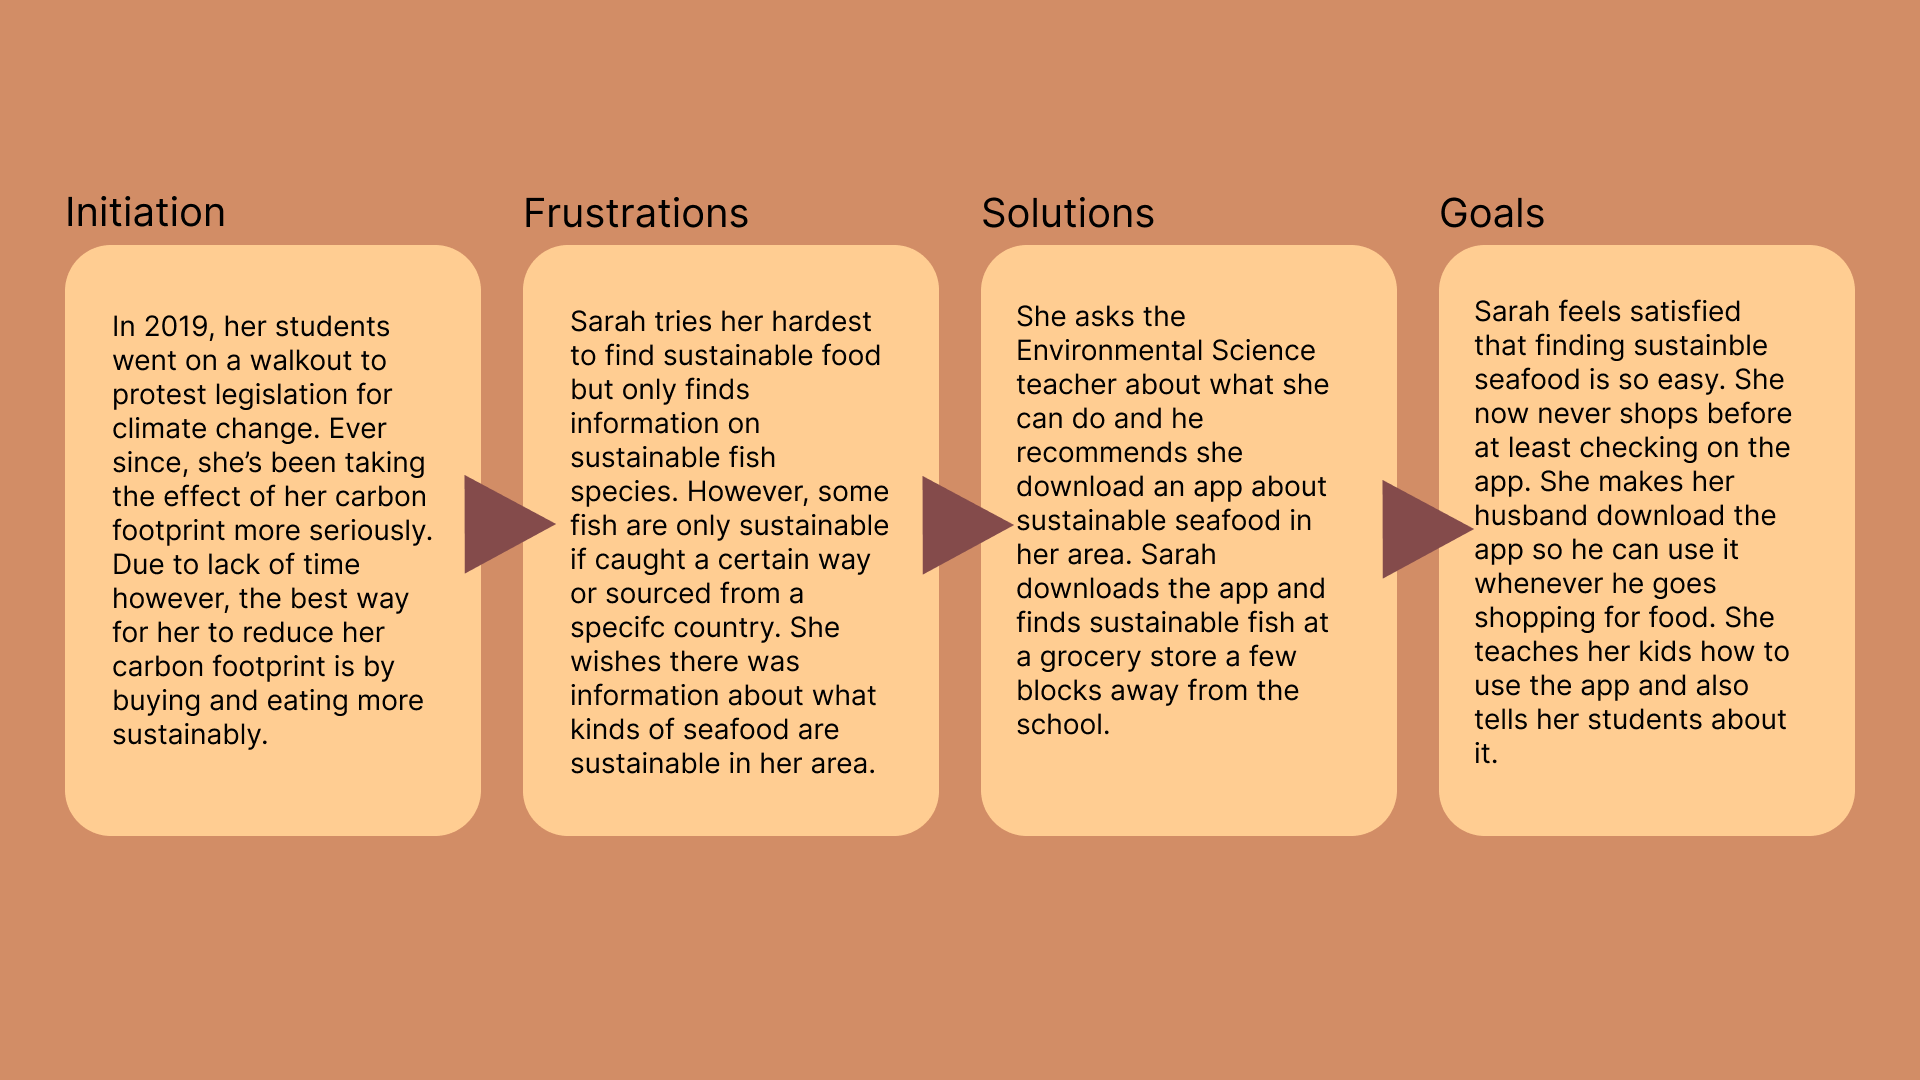 Initiation
In 2019, her students
went on a walkout to
protest legislation for
climate change. Ever
since, she’s been taking
the effect of her carbon
footprint more seriously.
Due to lack of time
however, the best way
for her to reduce her
carbon footprint is by
buying and eating more
sustainably.
Frustrations
Sarah tries her hardest
to find sustainable food
but only finds
information on
sustainable fish
species. However, some
fish are only sustainable
if caught a certain way
or sourced from a
specifc country. She
wishes there was
information about what
kinds of seafood are
sustainable in her area.
Solutions
She asks the
Environmental Science
teacher about what she
can do and he
recommends she
download an app about
sustainable seafood in
her area. Sarah
downloads the app and
finds sustainable fish at
a grocery store a few
blocks away from the
school.
Goals
Sarah feels satisfied
that finding sustainble
seafood is so easy. She
now never shops before
at least checking on the
app. She makes her
husband download the
app so he can use it
whenever he goes
shopping for food. She
teaches her kids how to
use the app and also
tells her students about
it.